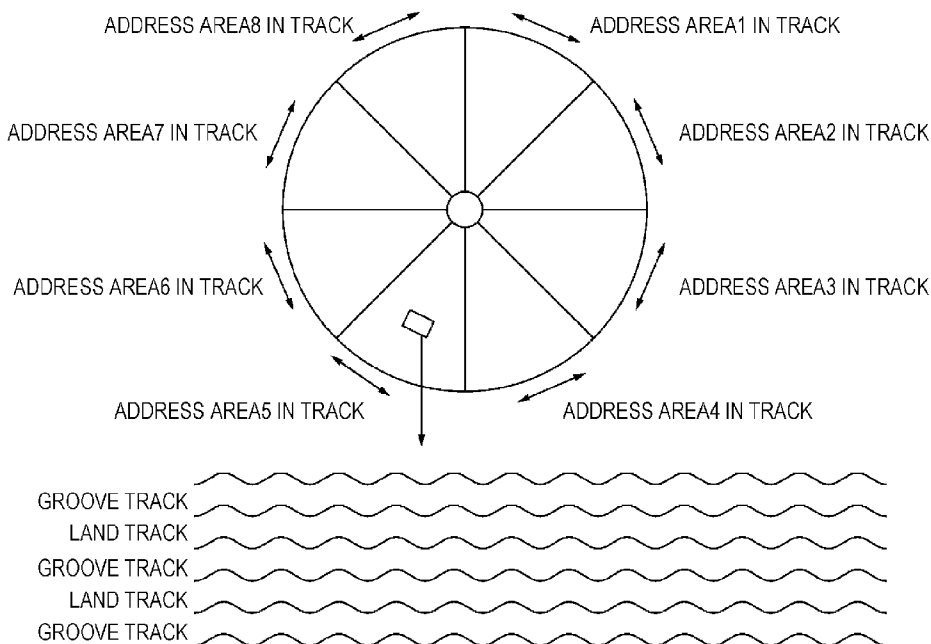 ADDRESS AREA8 IN TRACK
ADDRESS AREA1 IN TRACK
ADDRESS AREA7 IN TRACK
ADDRESS AREA2 IN TRACK
ADDRESS AREA6 IN TRACK
ADDRESS AREA3 IN TRACK
ADDRESS AREA5 IN TRACK
ADDRESS AREA4 IN TRACK
GROOVE TRACK
LAND TRACK
GROOVE TRACK
LAND TRACK
GROOVE TRACK